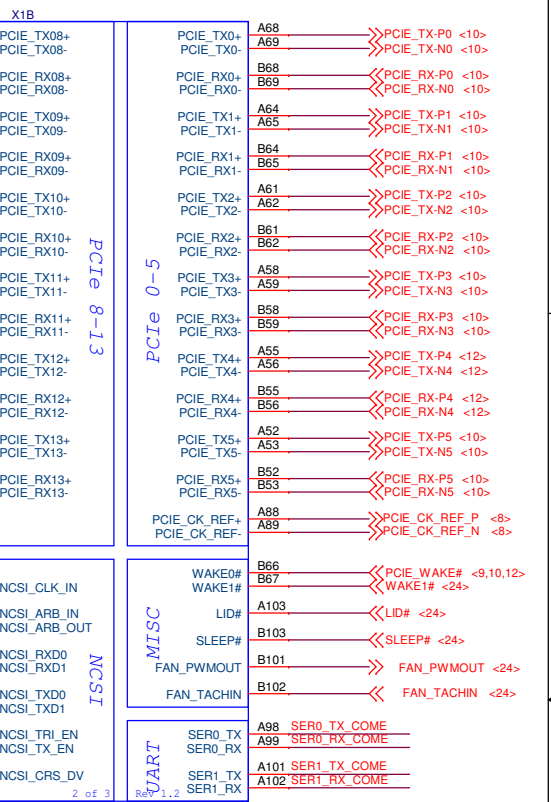 X1B
PCIE_TX08+ PCIE_TX0+ A68 PCIE_TX-P0 <10>
PCIE_TX08- PCIE_TX0- A69 PCIE_TX-N0 <10>
PCIE_RX08+ PCIE_RX0+ B68 PCIE_RX-P0 <10>
PCIE_RX08- PCIE_RX0- B69 PCIE_RX-N0 <10>
PCIE_TX09+ PCIE_TX1+ A64 PCIE_TX-P1 <10>
PCIE_TX09- PCIE_TX1- A65 PCIE_TX-N1 <10>
PCIE_RX09+ PCIE_RX1+ B64 PCIE_RX-P1 <10>
PCIE_RX09- PCIE_RX1- B65 PCIE_RX-N1 <10>
PCIE_TX10+ PCIE_TX2+ A61 PCIE_TX-P2 <10>
PCIE_TX10- PCIE_TX2- A62 PCIE_TX-N2 <10>
PCIE_RX10+ PCIE_RX2+ B61 PCIE_RX-P2 <10>
PCIE_RX10- PCIE_RX2- B62 PCIE_RX-N2 <10>
PCIE_TX11+ PCIE_TX3+ A58 PCIE_TX-P3 <10>
PCIE_TX11- PCIE_TX3- A59 PCIE_TX-N3 <10>
PCIE_RX11+ PCIE_RX3+ B58 PCIE_RX-P3 <10>
PCIE_RX11- PCIE_RX3- B59 PCIE_RX-N3 <10>
PCIE_TX12+ PCIE_TX4+ A55 PCIE_TX-P4 <12>
PCIE_TX12- PCIE_TX4- A56 PCIE_TX-N4 <12>
PCIE_RX12+ PCIE_RX4+ B55 PCIE_RX-P4 <12>
PCIE_RX12- PCIE_RX4- B56 PCIE_RX-N4 <12>
PCIE_TX13+ PCIE_TX5+ A52 PCIE_TX-P5 <10>
PCIE_TX13- PCIE_TX5- A53 PCIE_TX-N5 <10>
PCIE_RX13+ PCIE_RX5+ B52 PCIE_RX-P5 <10>
PCIE_RX13- PCIE_RX5- B53 PCIE_RX-N5 <10>
PCIE_CK_REF+ A88 PCIE_CK_REF_P <8>
PCIE_CK_REF- A89 PCIE_CK_REF_N <8>
PCIe 8-13
PCIe 0-5
WAKE0# B66 PCIE_WAKE# <9,10,12>
NCSI_CLK_IN WAKE1# B67 WAKE1# <24>
NCSI_ARB_IN LID# A103 LID# <24>
NCSI_ARB_OUT
SLEEP# B103 SLEEP# <24>
NCSI_RXD0
NCSI_RXD1 FAN_PWMOUT B101 FAN_PWMOUT <24>
NCSI_TXD0 FAN_TACHIN B102 FAN_TACHIN <24>
NCSI_TXD1
NCSI
MISC
NCSI_TRI_EN SER0_TX A98 SER0_TX_COME
NCSI_TX_EN SER0_RX A99 SER0_RX_COME
NCSI_CRS_DV SER1_TX A101 SER1_TX_COME
SER1_RX A102 SER1_RX_COME
UART
2 of 3 Rev 1.2